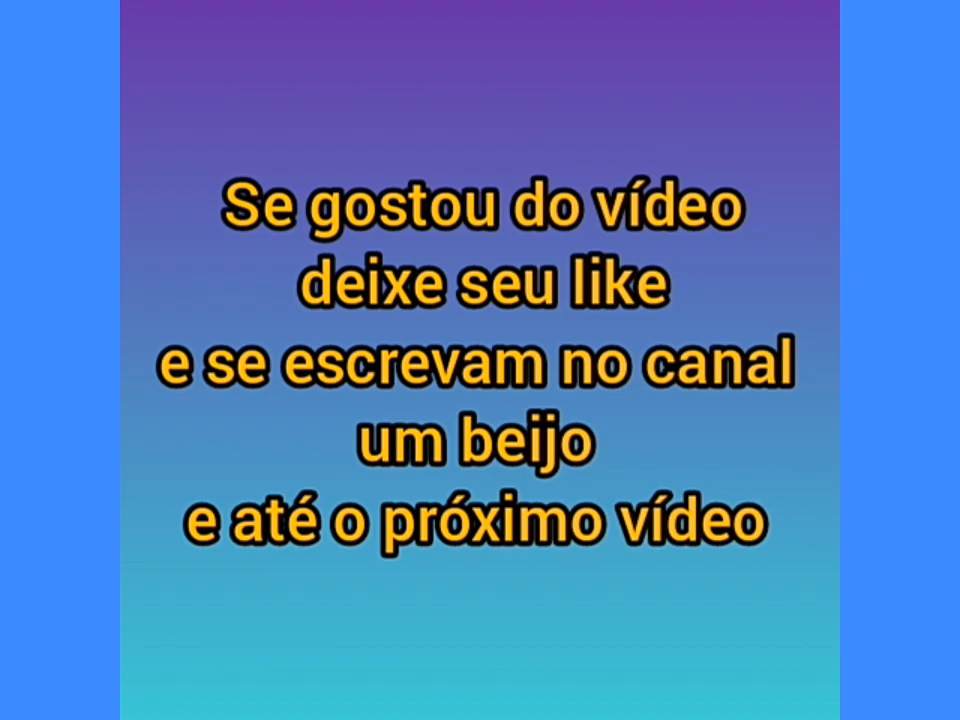 Se gostou do vídeo
deixe seu like
e se escrevam no canal
um beijo
e até o próximo vídeo